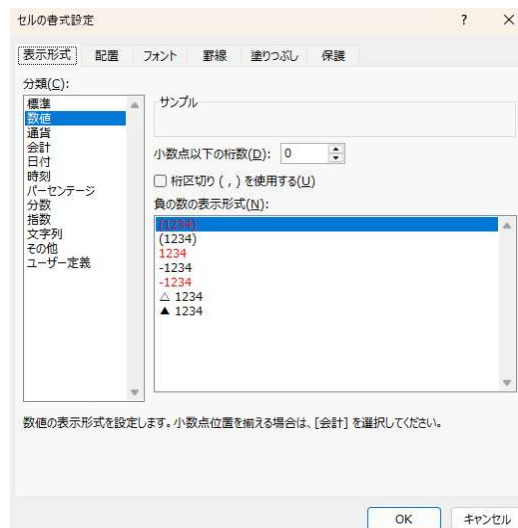 セルの書式設定 ? ×
表示形式 配置 フォント 罫線 塗りつぶし 保護
分類(C):
標準
数値
通貨
会計
日付
時刻
パーセンテージ
分数
指数
文字列
その他
ユーザー定義
サンプル
小数点以下の桁数(D): 0
桁区切り ( , ) を使用する(U)
負の数の表示形式(N):
(1234)
(1234)
1234
-1234
-1234
△ 1234
▲ 1234
数値の表示形式を設定します。小数点位置を揃える場合は、[会計] を選択してください。
OK キャンセル